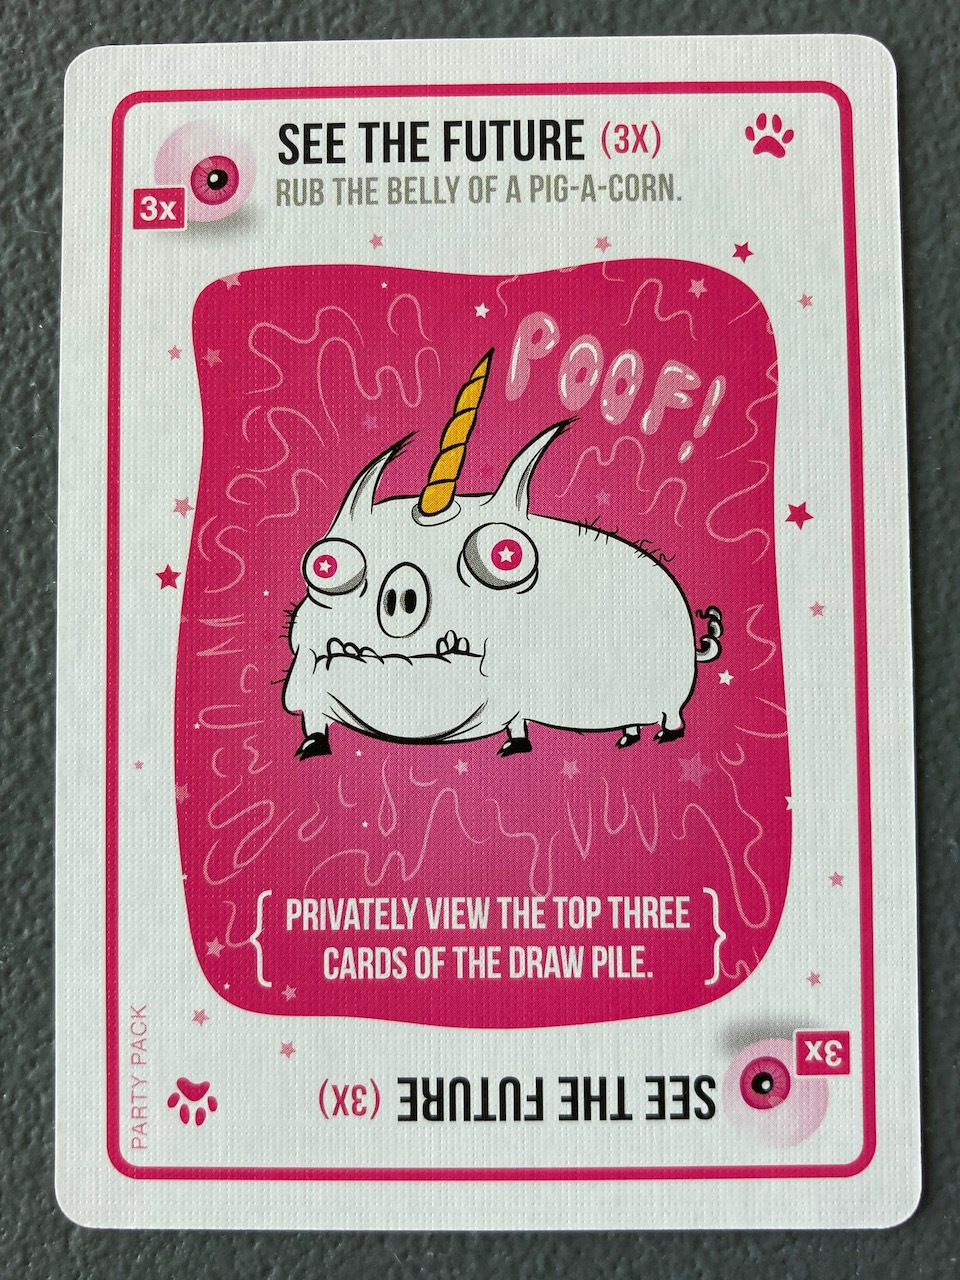 SEE THE FUTURE (3X)
RUB THE BELLY OF A PIG-A-CORN.
3x
POOF!
PRIVATELY VIEW THE TOP THREE
CARDS OF THE DRAW PILE.
PARTY PACK
3x
SEE THE FUTURE (3X)